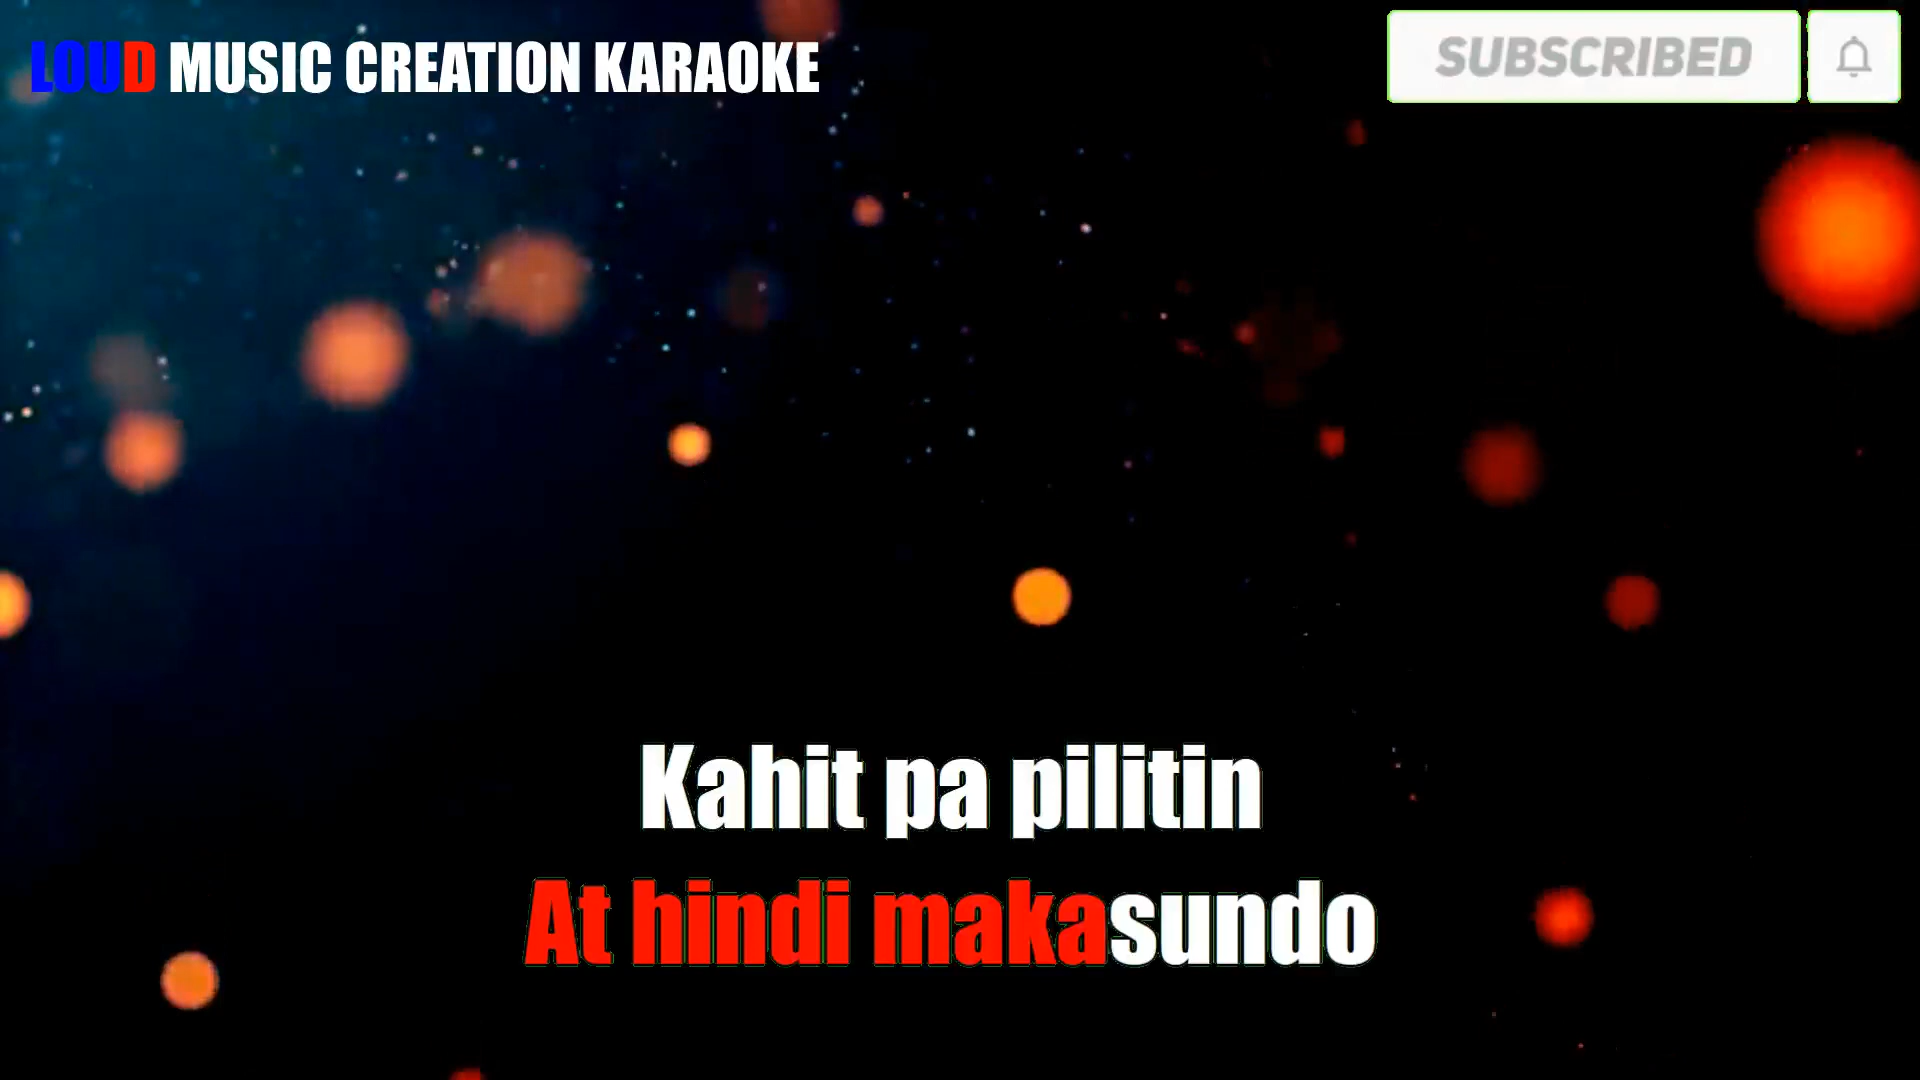 LOUD MUSIC CREATION KARAOKE
SUBSCRIBED
Kahit pa pilitin
At hindi makasundo